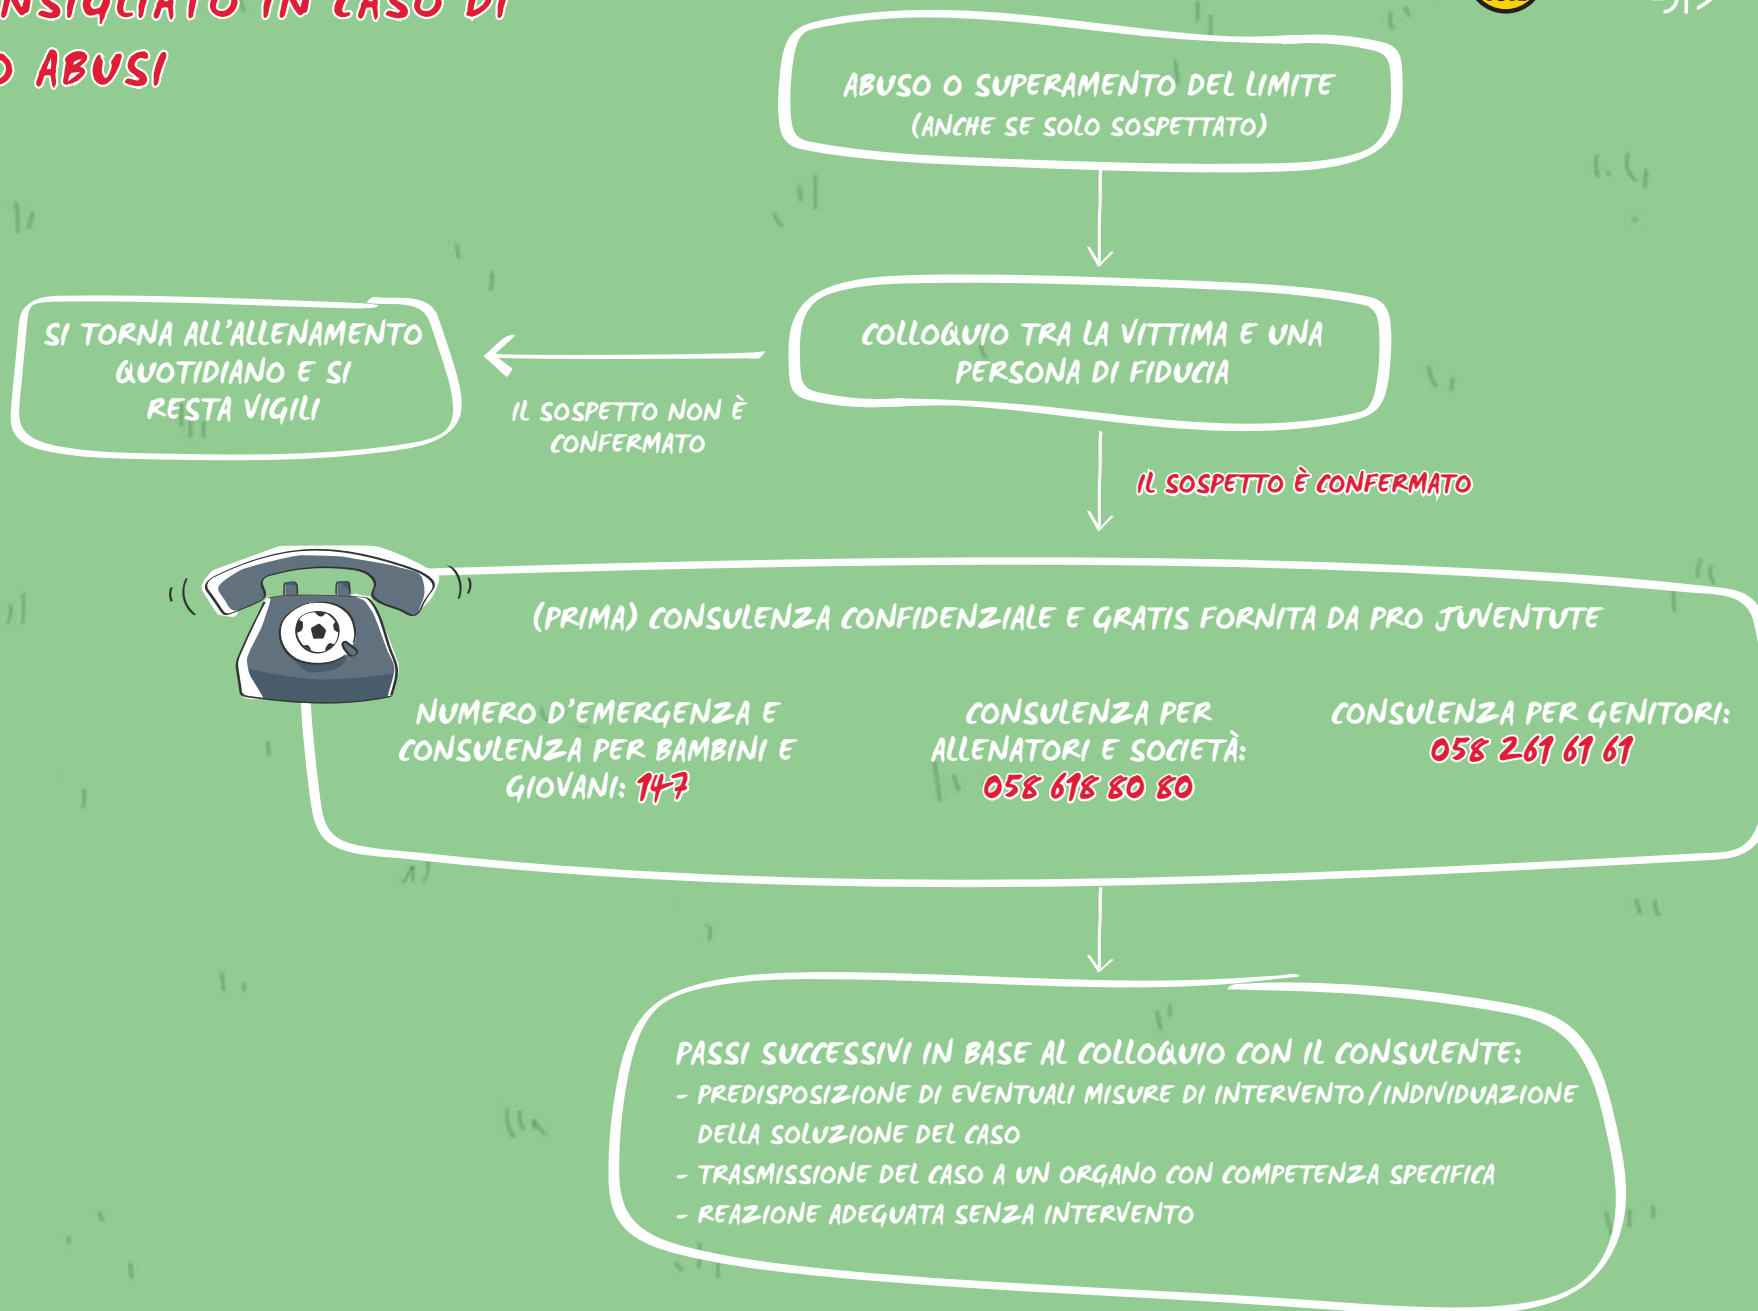 IN CASO DI
ABUSI
ABUSO O SUPERAMENTO DEL LIMITE
(ANCHE SE SOLO SOSPETTATO)
SI TORNA ALL'ALLENAMENTO
QUOTIDIANO E SI
RESTA VIGILI
IL SOSPETTO NON È
CONFERMATO
COLLOQUIO TRA LA VITTIMA E UNA
PERSONA DI FIDUCIA
IL SOSPETTO È CONFERMATO
(PRIMA) CONSULENZA CONFIDENZIALE E GRATIS FORNITA DA PRO JUVENTUTE
NUMERO D'EMERGENZA E
CONSULENZA PER BAMBINI E
GIOVANI: 147
CONSULENZA PER
ALLENATORI E SOCIETÀ:
058 618 80 80
CONSULENZA PER GENITORI:
058 261 61 61
PASSI SUCCESSIVI IN BASE AL COLLOQUIO CON IL CONSULENTE:
- PREDISPOSIZIONE DI EVENTUALI MISURE DI INTERVENTO/INDIVIDUAZIONE
DELLA SOLUZIONE DEL CASO
- TRASMISSIONE DEL CASO A UN ORGANO CON COMPETENZA SPECIFICA
- REAZIONE ADEGUATA SENZA INTERVENTO